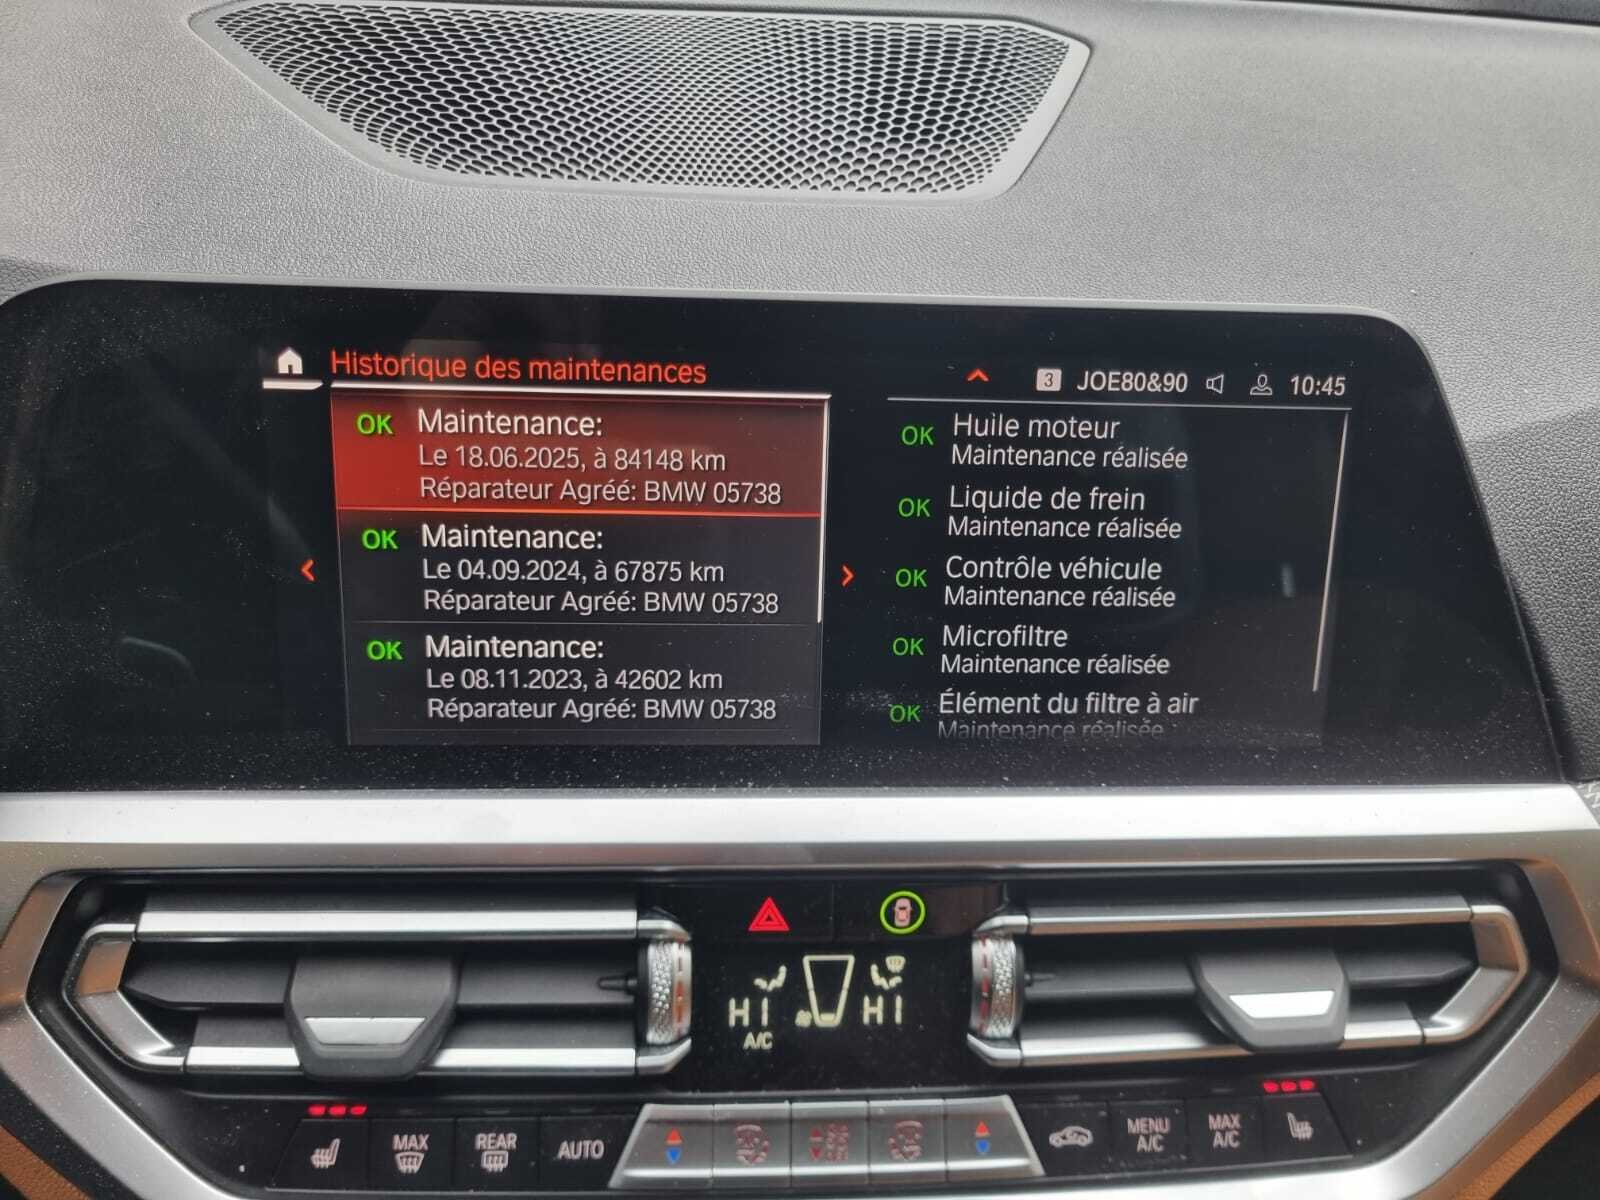 Historique des maintenances
3 JOE80&90 10:45
OK Maintenance:
Le 18.06.2025, à 84148 km
Réparateur Agréé: BMW 05738
OK Maintenance:
Le 04.09.2024, à 67875 km
Réparateur Agréé: BMW 05738
OK Maintenance:
Le 08.11.2023, à 42602 km
Réparateur Agréé: BMW 05738
OK Huile moteur
Maintenance réalisée
OK Liquide de frein
Maintenance réalisée
OK Contrôle véhicule
Maintenance réalisée
OK Microfiltre
Maintenance réalisée
OK Élément du filtre à air
Maintenance réalisée
HI HI
A/C
MAX
REAR
AUTO
MENU
A/C
MAX
A/C